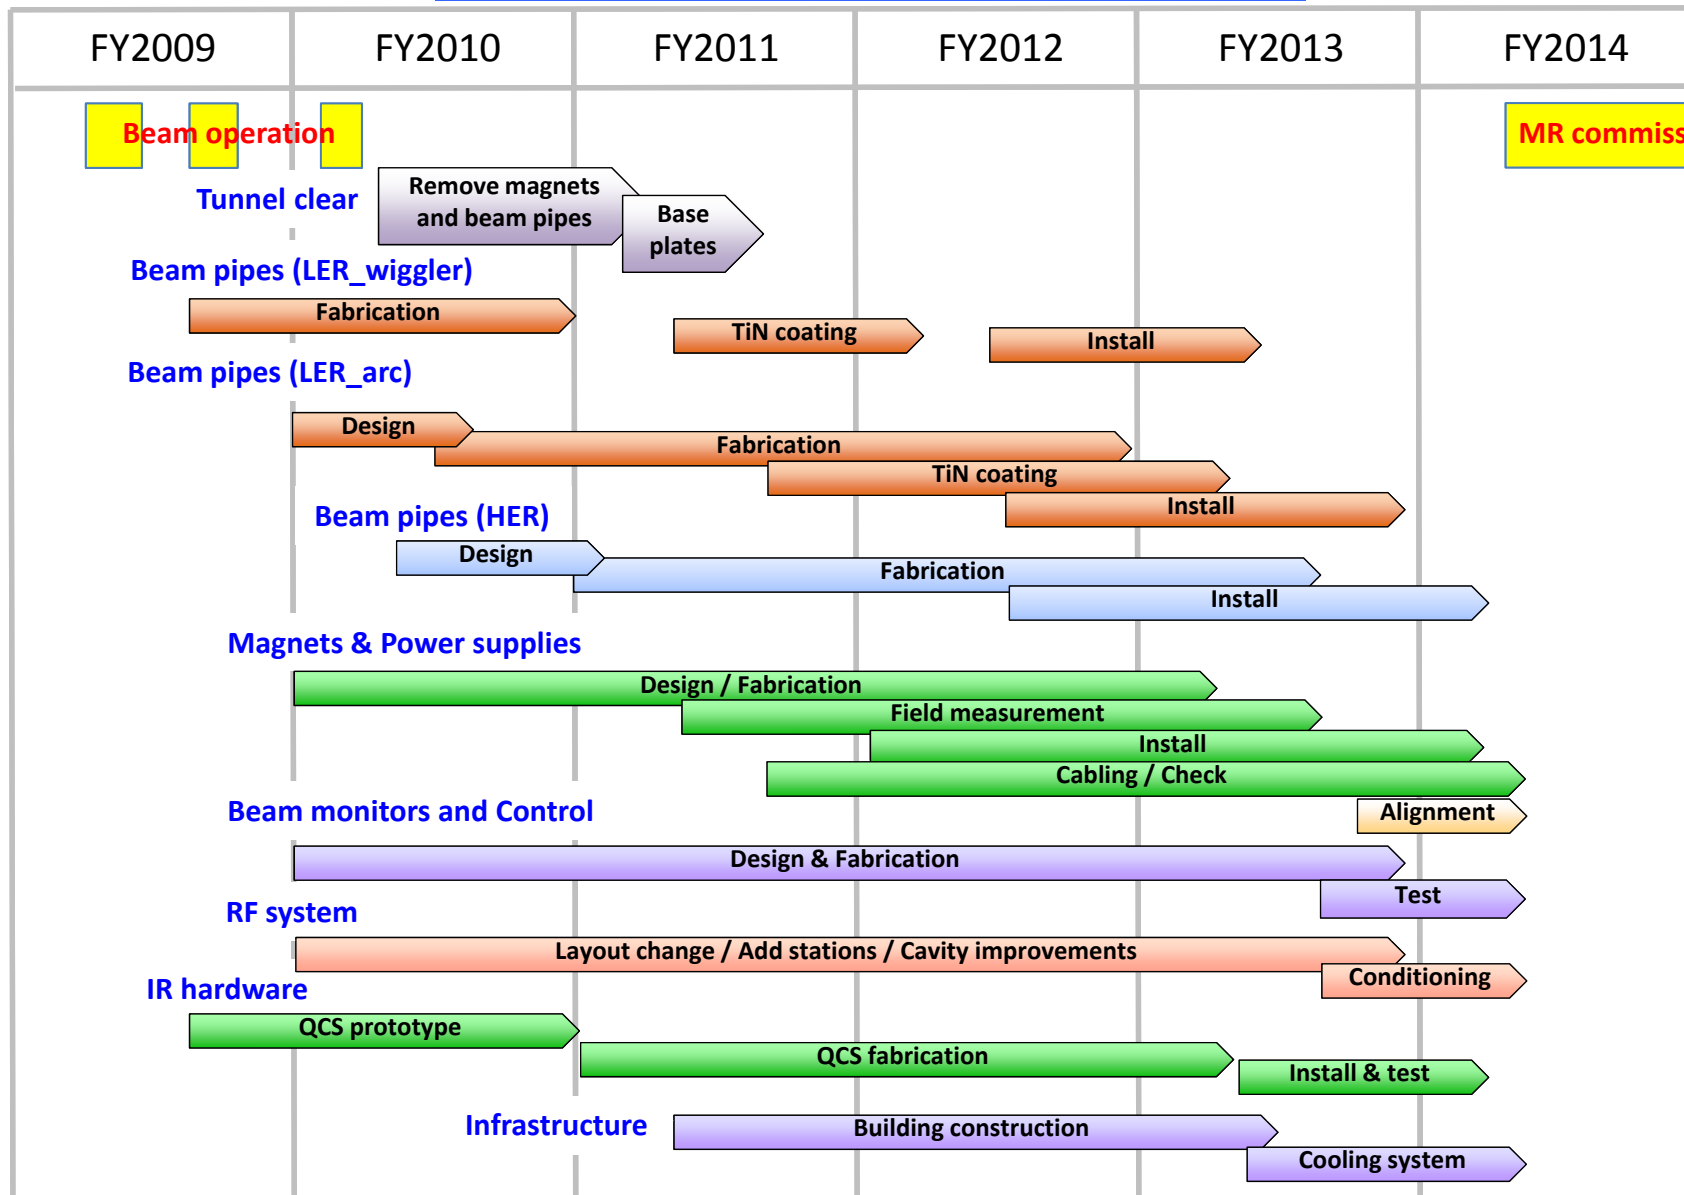 FY2009 FY2010 FY2011 FY2012 FY2013 FY2014
Beam operation
MR commiss
Tunnel clear
Remove magnets
and beam pipes
Base
plates
Beam pipes (LER_wiggler)
Fabrication
TiN coating
Install
Beam pipes (LER_arc)
Design
Fabrication
TiN coating
Install
Beam pipes (HER)
Design
Fabrication
Install
Magnets & Power supplies
Design / Fabrication
Field measurement
Install
Cabling / Check
Alignment
Beam monitors and Control
Design & Fabrication
Test
RF system
Layout change / Add stations / Cavity improvements
Conditioning
IR hardware
QCS prototype
QCS fabrication
Install & test
Infrastructure
Building construction
Cooling system